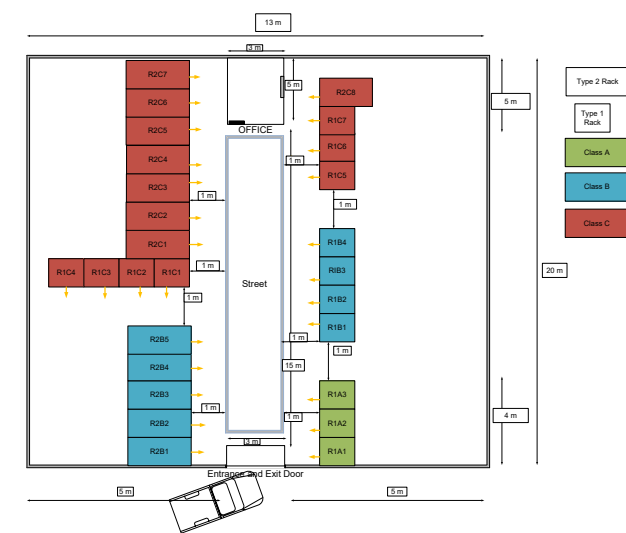 13 m
3 m
R2C7
R2C6
R2C5
R2C4
R2C3
R2C2
R2C1
R1C4
R1C3
R1C2
R1C1
R2B5
R2B4
R2B3
R2B2
R2B1
1 m
1 m
1 m
1 m
OFFICE
5 m
Street
15 m
3 m
Entrance and Exit Door
1 m
1 m
1 m
1 m
1 m
R2C8
R1C7
R1C6
R1C5
R1B4
RIB3
R1B2
R1B1
R1A3
R1A2
R1A1
5 m
20 m
4 m
5 m
5 m
Type 2 Rack
Type 1
Rack
Class A
Class B
Class C